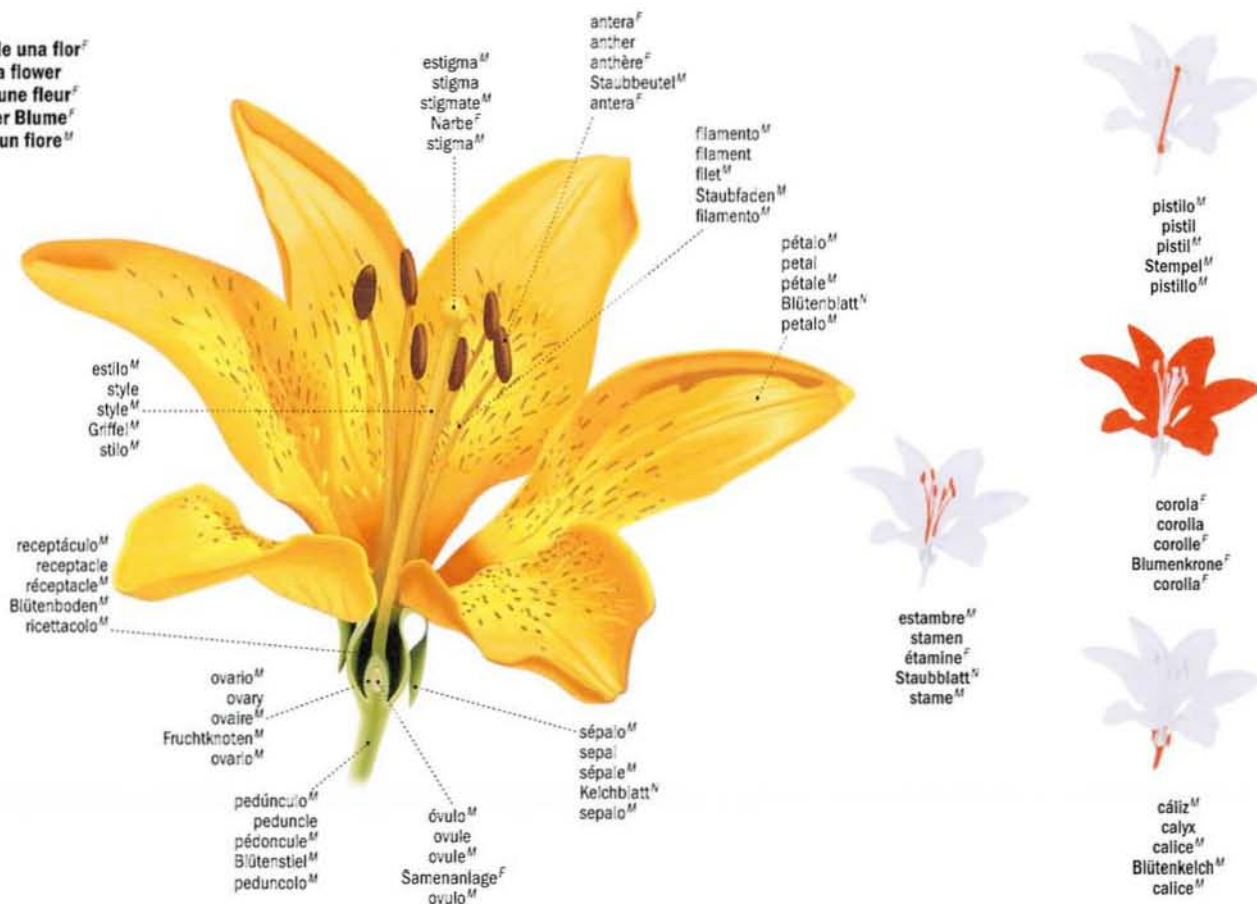 de una flor F
a flower
une fleur F
er Blume F
un fiore M
estigma M
stigma
stigmate M
Narbe F
stigma M
antera F
anther
anthère F
Staubbeutel M
antera F
filamento M
filament
filet M
Staubfaden M
filamento M
pétalo M
petal
pétale M
Blütenblatt N
petalo M
estilo M
style
style M
Griffel M
stilo M
receptáculo M
receptacle
réceptacle M
Blütenboden M
ricettacolo M
ovario M
ovary
ovaire M
Fruchtknoten M
ovario M
pedúnculo M
peduncle
pédoncule M
Blütenstiel M
peduncolo M
óvulo M
ovule
ovule M
Samenanlage F
ovulo M
sépalo M
sepal
sépale M
Kelchblatt N
sepalo M
estambre M
stamen
étamine F
Staubblatt N
stame M
pistilo M
pistil
pistil M
Stempel M
pistillo M
corola F
corolla
corolle F
Blumenkrone F
corolla F
cáliz M
calyx
calice M
Blütenkelch M
calice M